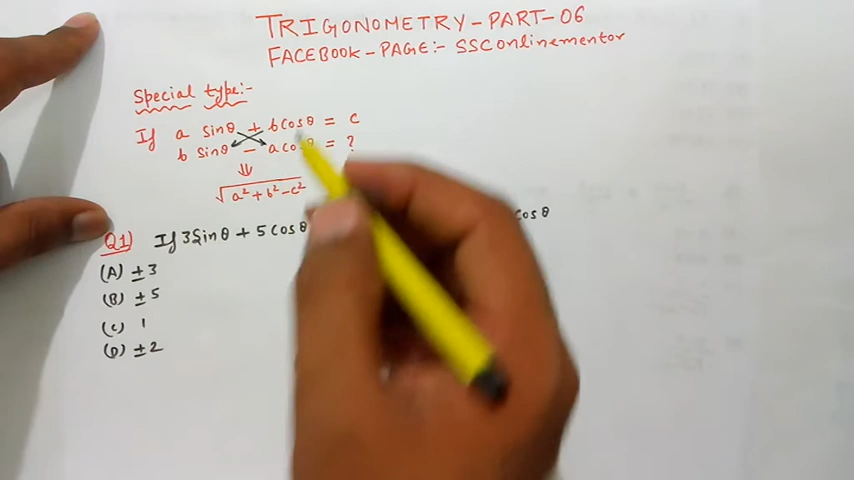 TRIGONOMETRY-PART-06
FACEBOOK-PAGE:- SSConlinementor
Special type:-
If a sinθ + bcosθ = c
b sinθ - acosθ = ?
⇓
√a²+b²-c²
Q1) If 3Sinθ + 5Cosθ cosθ
(A) ±3
(B) ±5
(C) 1
(D) ±2